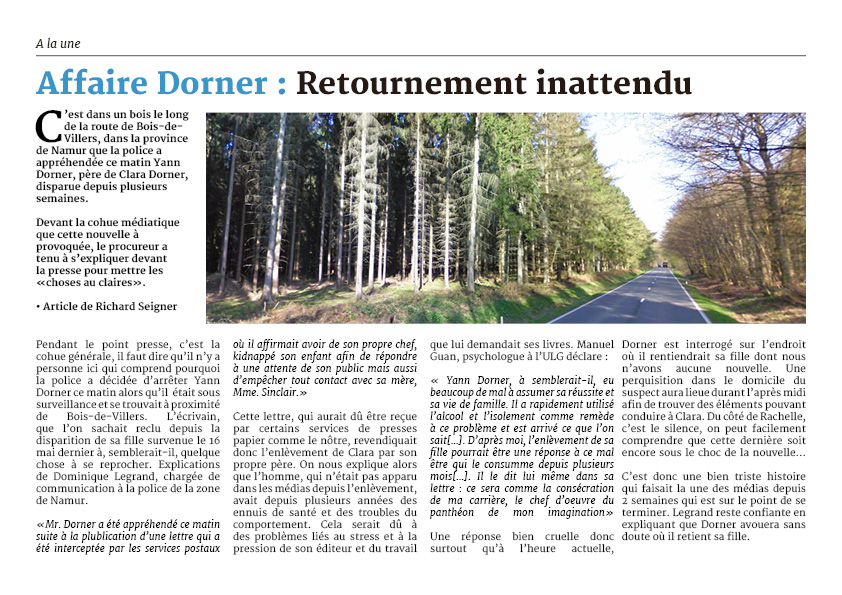 A la une
Affaire Dorner : Retournement inattendu
C'est dans un bois le long
de la route de Bois-de-
Villers, dans la province
de Namur que la police a
appréhendée ce matin Yann
Dorner, père de Clara Dorner,
disparue depuis plusieurs
semaines.
Devant la cohue médiatique
que cette nouvelle à
provoquée, le procureur a
tenu à s'expliquer devant
la presse pour mettre les
«choses au claires».
• Article de Richard Seigner
Pendant le point presse, c'est la
cohue générale, il faut dire qu'il n'y a
personne ici qui comprend pourquoi
la police a décidée d'arrêter Yann
Dorner ce matin alors qu'il était sous
surveillance et se trouvait à proximité
de Bois-de-Villers. L'écrivain,
que l'on sachait reclu depuis la
disparition de sa fille survenue le 16
mai dernier à, semblerait-il, quelque
chose à se reprocher. Explications
de Dominique Legrand, chargée de
communication à la police de la zone
de Namur.
«Mr. Dorner a été appréhendé ce matin
suite à la plublication d'une lettre qui a
été interceptée par les services postaux
où il affirmait avoir de son propre chef,
kidnappé son enfant afin de répondre
à une attente de son public mais aussi
d'empêcher tout contact avec sa mère,
Mme. Sinclair.»
Cette lettre, qui aurait dû être reçue
par certains services de presses
papier comme le nôtre, revendiquait
donc l'enlèvement de Clara par son
propre père. On nous explique alors
que l'homme, qui n'était pas apparu
dans les médias depuis l'enlèvement,
avait depuis plusieurs années des
ennuis de santé et des troubles du
comportement. Cela serait dû à
des problèmes liés au stress et à la
pression de son éditeur et du travail
que lui demandait ses livres. Manuel
Guan, psychologue à l'ULG déclare :
« Yann Dorner, à semblerait-il, eu
beaucoup de mal à assumer sa réussite et
sa vie de famille. Il a rapidement utilisé
l'alcool et l'isolement comme remède
à ce problème et est arrivé ce que l'on
sait[...]. D'après moi, l'enlèvement de sa
fille pourrait être une réponse à ce mal
être qui le consumme depuis plusieurs
mois[...]. Il le dit lui même dans sa
lettre : ce sera comme la consécration
de ma carrière, le chef d'oeuvre du
panthéon de mon imagination»
Une réponse bien cruelle donc
surtout qu'à l'heure actuelle,
Dorner est interrogé sur l'endroit
où il rentiendrait sa fille dont nous
n'avons aucune nouvelle. Une
perquisition dans le domicile du
suspect aura lieue durant l'après midi
afin de trouver des éléments pouvant
conduire à Clara. Du côté de Rachelle,
c'est le silence, on peut facilement
comprendre que cette dernière soit
encore sous le choc de la nouvelle...
C'est donc une bien triste histoire
qui faisait la une des médias depuis
2 semaines qui est sur le point de se
terminer. Legrand reste confiante en
expliquant que Dorner avouera sans
doute où il retient sa fille.